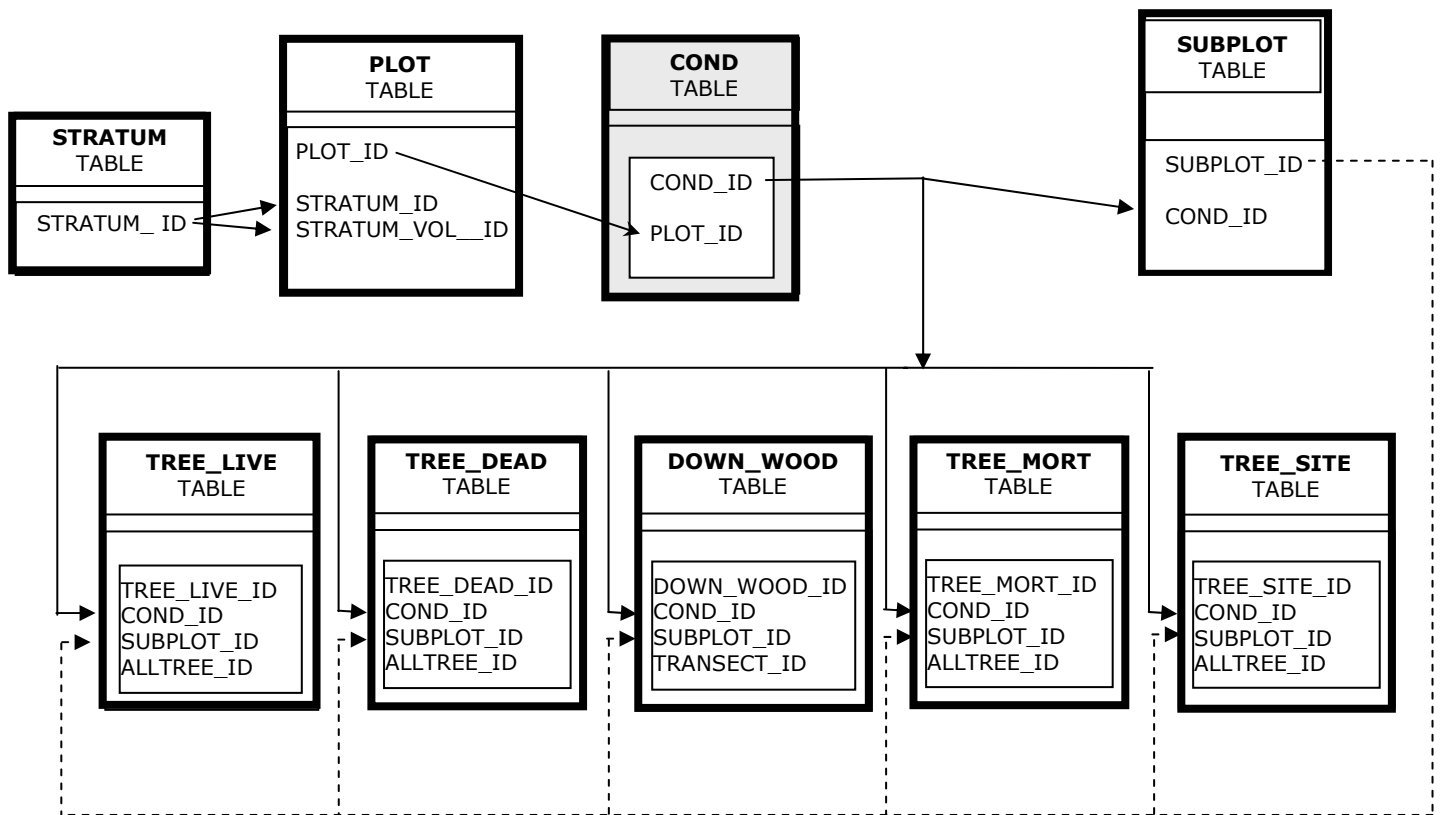 STRATUM
TABLE
STRATUM_ ID
PLOT
TABLE
PLOT_ID
STRATUM_ID
STRATUM_VOL__ID
COND
TABLE
COND_ID
PLOT_ID
SUBPLOT
TABLE
SUBPLOT_ID
COND_ID
TREE_LIVE
TABLE
TREE_LIVE_ID
COND_ID
SUBPLOT_ID
ALLTREE_ID
TREE_DEAD
TABLE
TREE_DEAD_ID
COND_ID
SUBPLOT_ID
ALLTREE_ID
DOWN_WOOD
TABLE
DOWN_WOOD_ID
COND_ID
SUBPLOT_ID
TRANSECT_ID
TREE_MORT
TABLE
TREE_MORT_ID
COND_ID
SUBPLOT_ID
ALLTREE_ID
TREE_SITE
TABLE
TREE_SITE_ID
COND_ID
SUBPLOT_ID
ALLTREE_ID